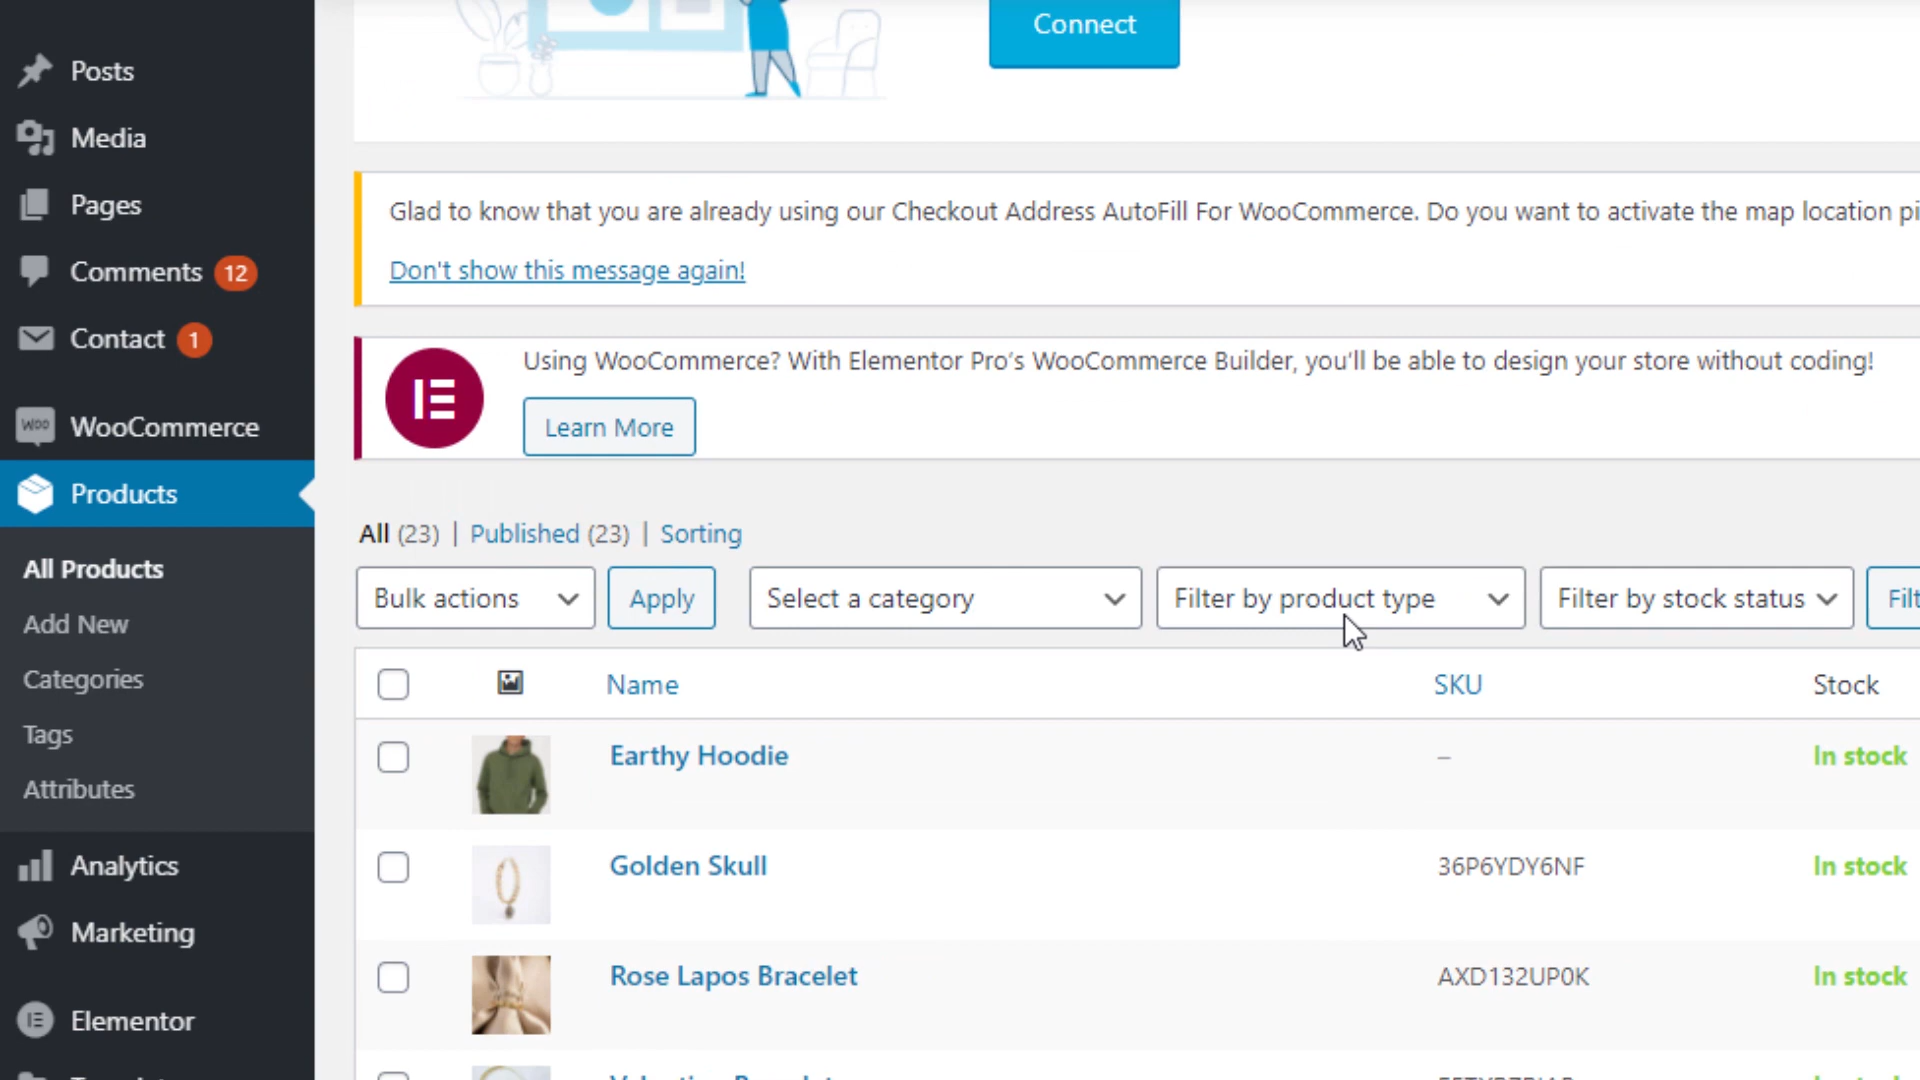 Connect
Posts
Media
Pages
Comments 12
Contact 1
WooCommerce
Products
All Products
Add New
Categories
Tags
Attributes
Analytics
Marketing
Elementor
Glad to know that you are already using our Checkout Address AutoFill For WooCommerce. Do you want to activate the map location
Don't show this message again!
Using WooCommerce? With Elementor Pro's WooCommerce Builder, you'll be able to design your store without coding!
Learn More
All (23) | Published (23) | Sorting
Bulk actions Apply Select a category Filter by product type Filter by stock status
Name SKU Stock
Earthy Hoodie – In stock
Golden Skull 36P6YDY6NF In stock
Rose Lapos Bracelet AXD132UP0K In stock